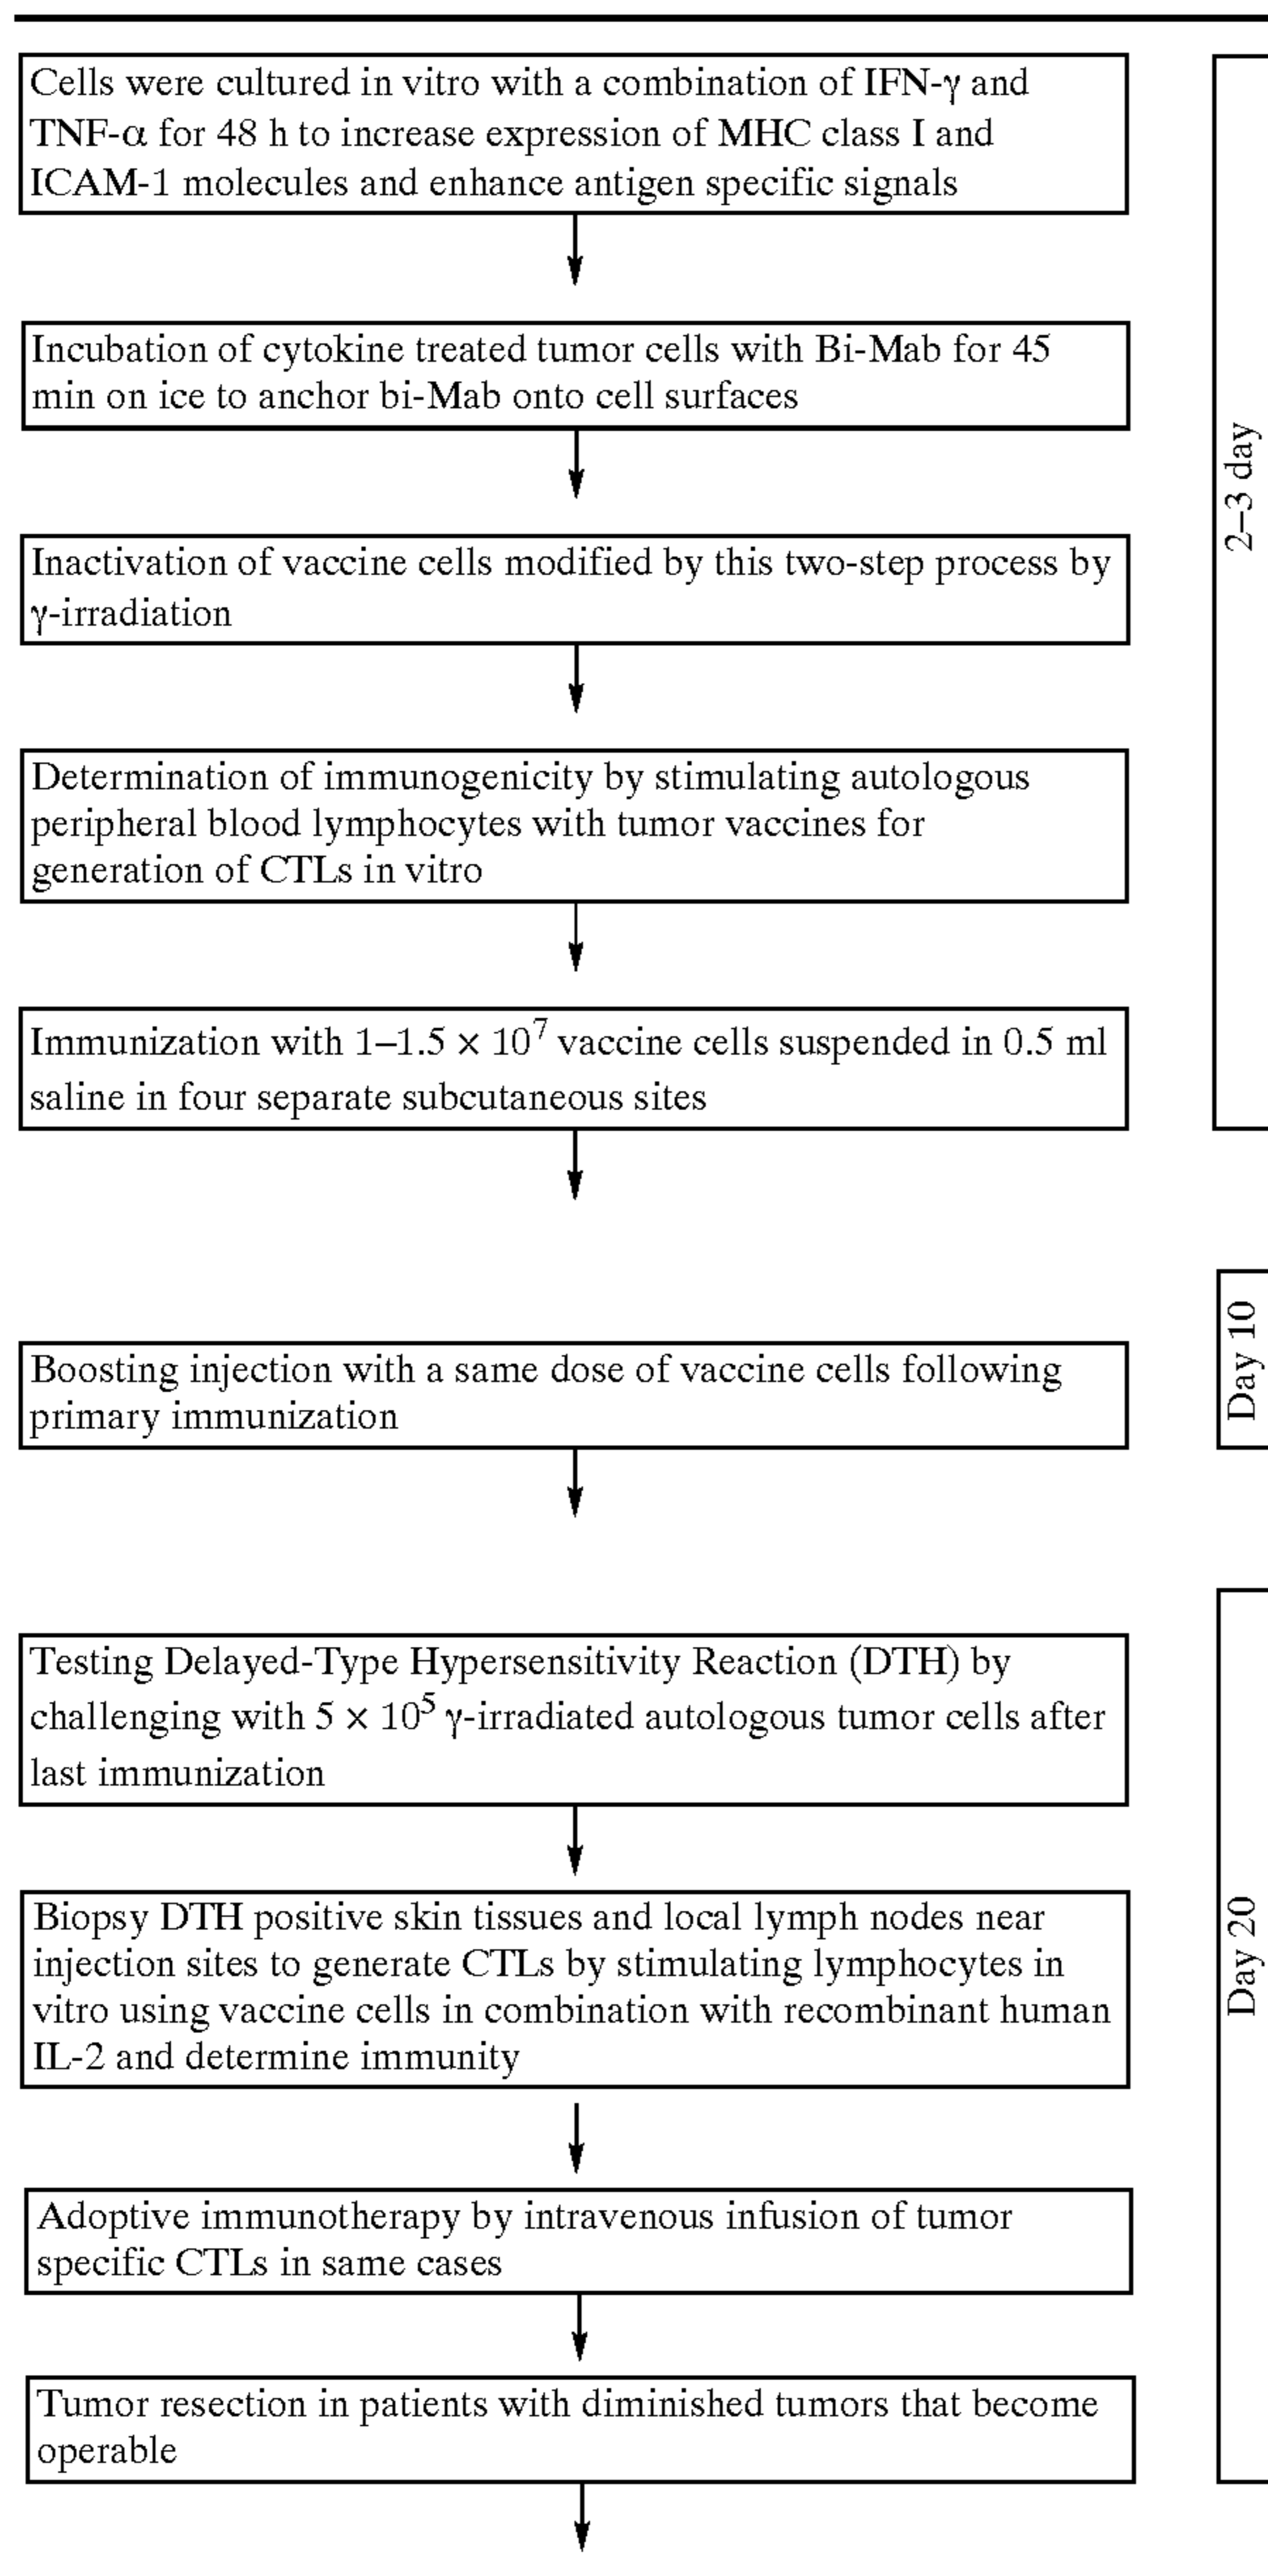 Cells were cultured in vitro with a combination of IFN-γ and
TNF-α for 48 h to increase expression of MHC class I and
ICAM-1 molecules and enhance antigen specific signals
Incubation of cytokine treated tumor cells with Bi-Mab for 45
min on ice to anchor bi-Mab onto cell surfaces
Inactivation of vaccine cells modified by this two-step process by
γ-irradiation
Determination of immunogenicity by stimulating autologous
peripheral blood lymphocytes with tumor vaccines for
generation of CTLs in vitro
Immunization with 1–1.5 × 10⁷ vaccine cells suspended in 0.5 ml
saline in four separate subcutaneous sites
2–3 day
Boosting injection with a same dose of vaccine cells following
primary immunization
Day 10
Testing Delayed-Type Hypersensitivity Reaction (DTH) by
challenging with 5 × 10⁵ γ-irradiated autologous tumor cells after
last immunization
Biopsy DTH positive skin tissues and local lymph nodes near
injection sites to generate CTLs by stimulating lymphocytes in
vitro using vaccine cells in combination with recombinant human
IL-2 and determine immunity
Adoptive immunotherapy by intravenous infusion of tumor
specific CTLs in same cases
Tumor resection in patients with diminished tumors that become
operable
Day 20